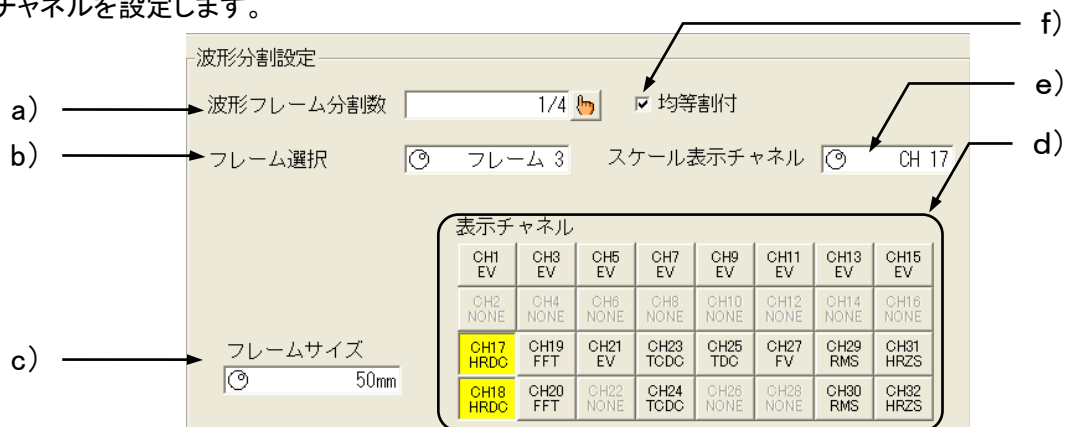 チャネルを設定します。
f)
波形分割設定
e)
a) 波形フレーム分割数 1/4 均等割付
b) フレーム選択 フレーム 3 スケール表示チャネル CH 17 d)
表示チャネル
CH1 CH3 CH5 CH7 CH9 CH11 CH13 CH15
EV EV EV EV EV EV EV EV
CH2 CH4 CH6 CH8 CH10 CH12 CH14 CH16
NONE NONE NONE NONE NONE NONE NONE NONE
c) フレームサイズ
CH17 CH19 CH21 CH23 CH25 CH27 CH29 CH31
HRDC FFT EV TCDC TDC FV RMS HRZS
50mm
CH18 CH20 CH22 CH24 CH26 CH28 CH30 CH32
HRDC FFT NONE TCDC NONE NONE RMS HRZS